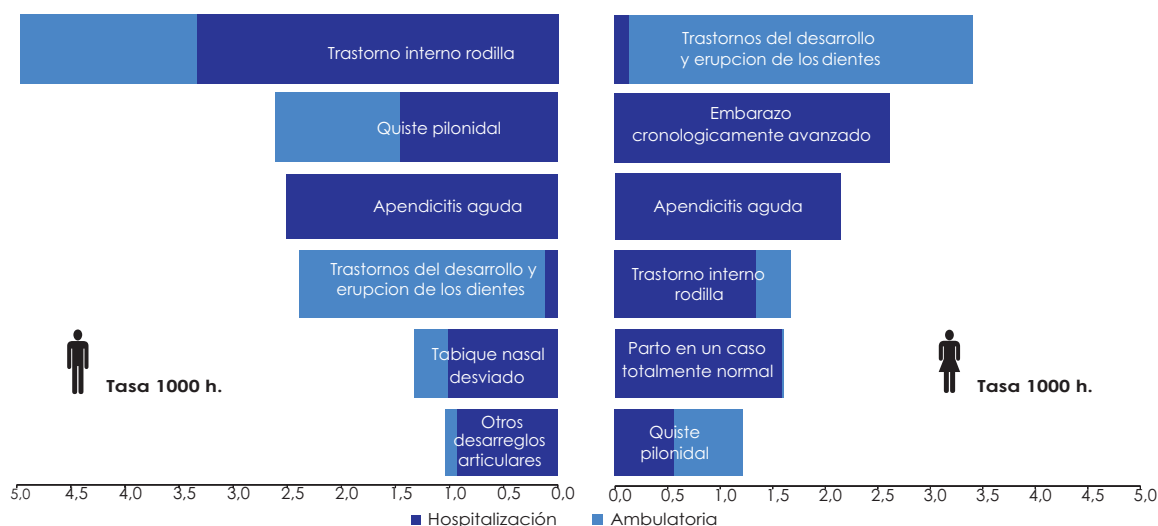 Trastorno interno rodilla
Quiste pilonidal
Apendicitis aguda
Trastornos del desarrollo y
erupcion de los dientes
Tabique nasal
desviado
Otros
desarreglos
articulares
Tasa 1000 h.
5,0 4,5 4,0 3,5 3,0 2,5 2,0 1,5 1,0 0,5 0,0
Trastornos del desarrollo
y erupcion de los dientes
Embarazo
cronologicamente avanzado
Apendicitis aguda
Trastorno interno
rodilla
Parto en un caso
totalmente normal
Quiste
pilonidal
Tasa 1000 h.
0,0 0,5 1,0 1,5 2,0 2,5 3,0 3,5 4,0 4,5 5,0
Hospitalización Ambulatoria